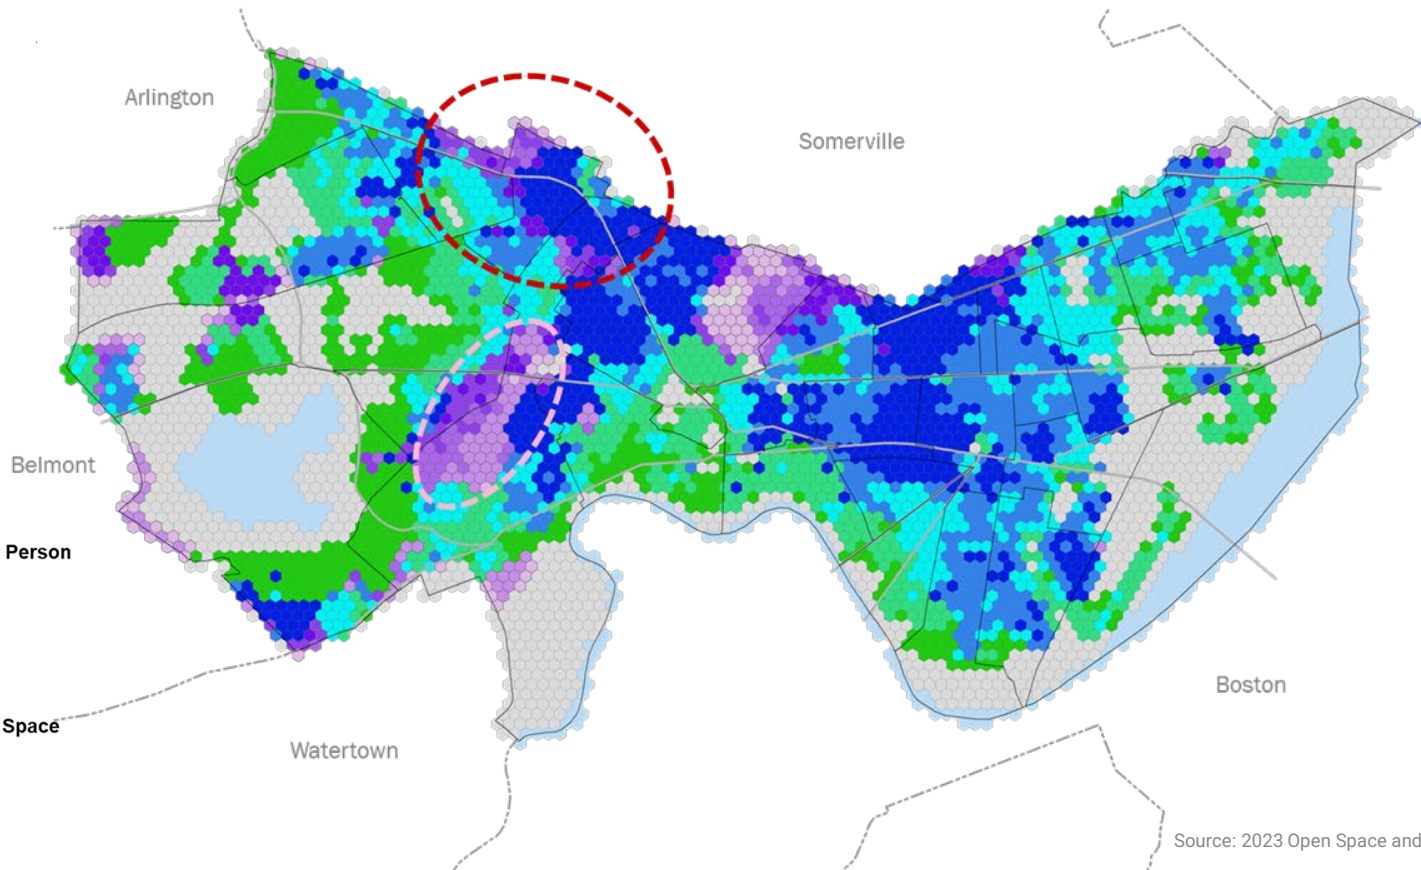 Arlington
Somerville
Belmont
Person
Boston
Space
Watertown
Source: 2023 Open Space and